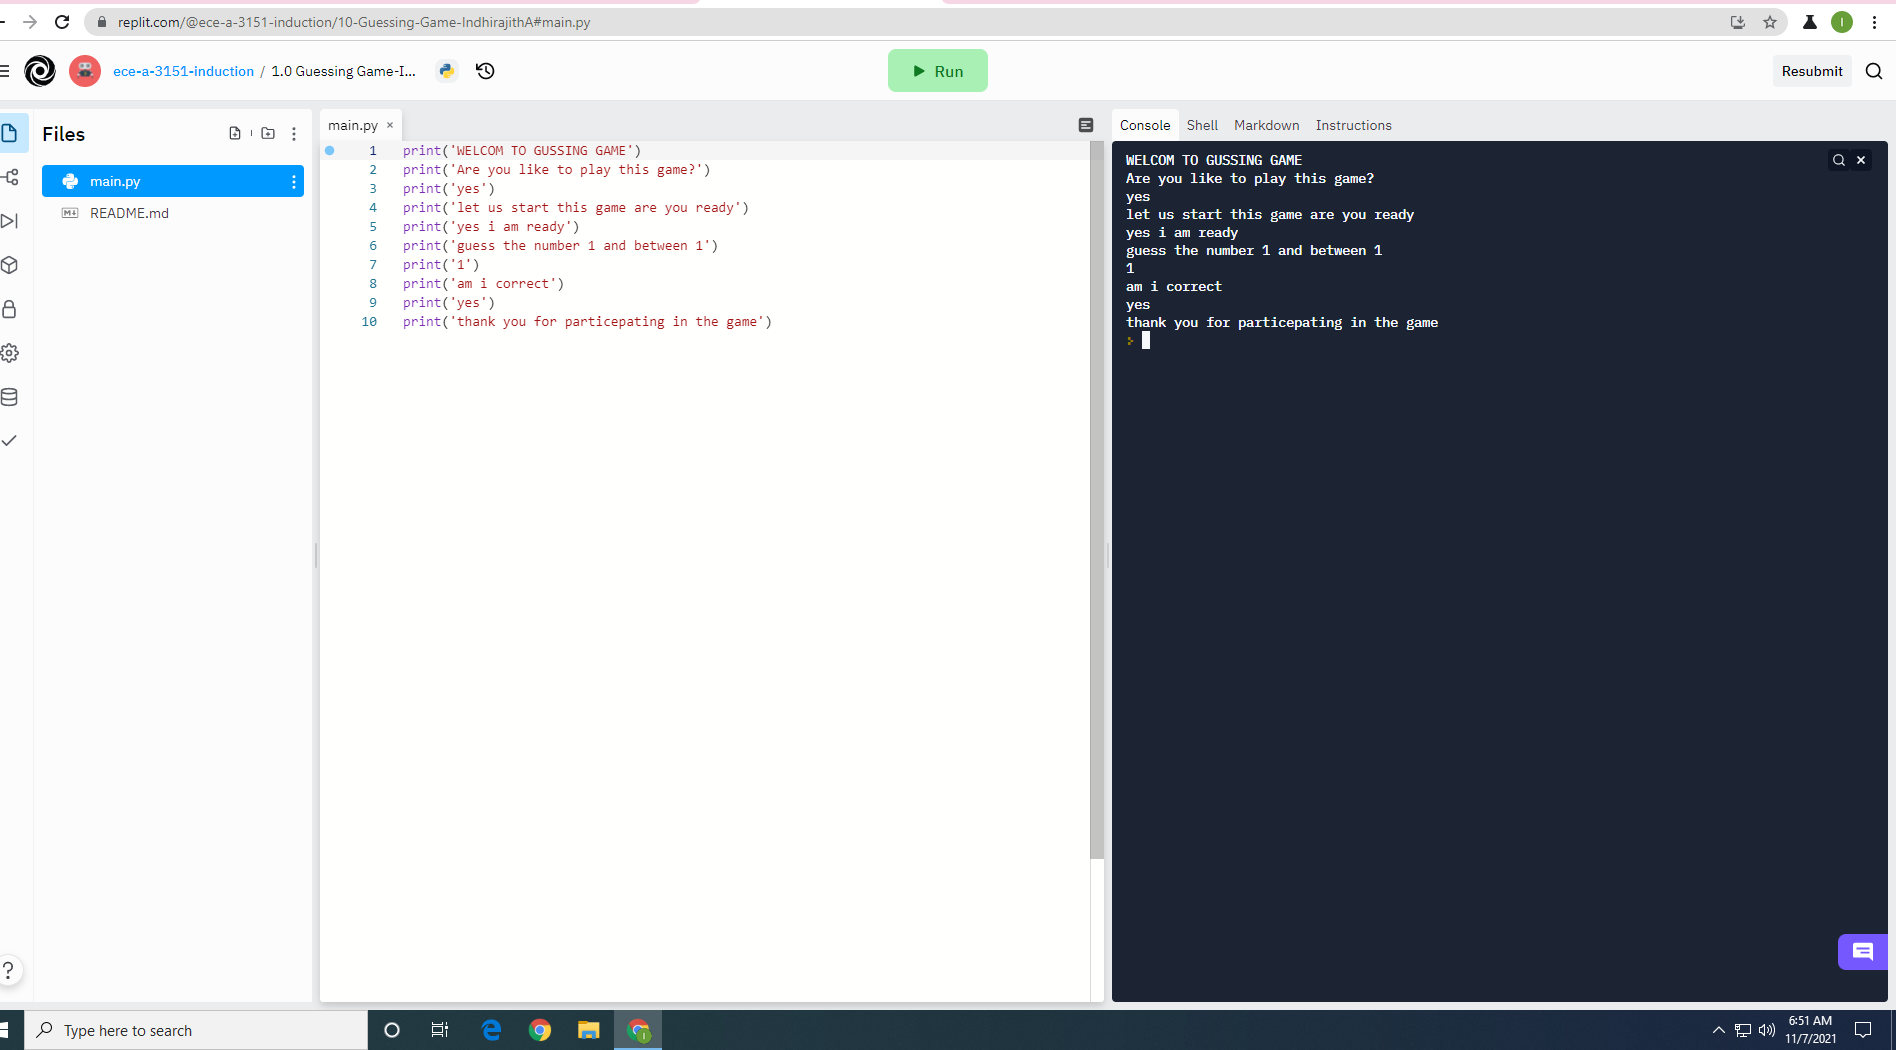 replit.com/@ece-a-3151-induction/10-Guessing-Game-IndhirajithA#main.py
I
ece-a-3151-induction / 1.0 Guessing Game-I...
Run
Resubmit
Files
main.py
README.md
main.py ×
1 print('WELCOM TO GUSSING GAME')
2 print('Are you like to play this game?')
3 print('yes')
4 print('let us start this game are you ready')
5 print('yes i am ready')
6 print('guess the number 1 and between 1')
7 print('1')
8 print('am i correct')
9 print('yes')
10 print('thank you for particepating in the game')
Console Shell Markdown Instructions
WELCOM TO GUSSING GAME
Are you like to play this game?
yes
let us start this game are you ready
yes i am ready
guess the number 1 and between 1
1
am i correct
yes
thank you for particepating in the game
?
Type here to search
6:51 AM
11/7/2021